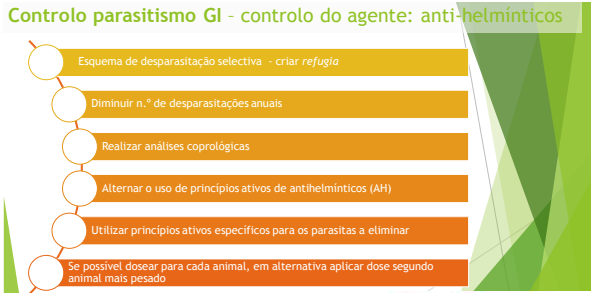 Controlo parasitismo GI – controlo do agente: anti-helmínticos
Esquema de desparasitação selectiva - criar refugia
Diminuir n.º de desparasitações anuais
Realizar análises coprológicas
Alternar o uso de princípios ativos de antihelmínticos (AH)
Utilizar princípios ativos específicos para os parasitas a eliminar
Se possível dosear para cada animal, em alternativa aplicar dose segundo
animal mais pesado